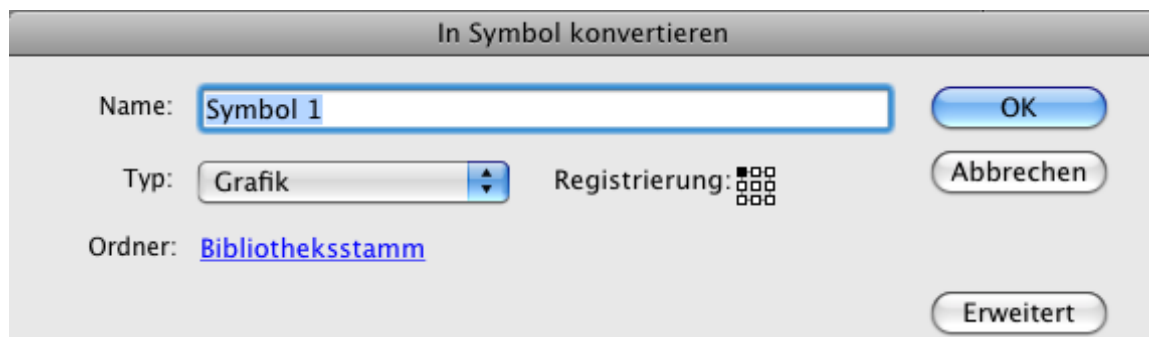 In Symbol konvertieren
Name: Symbol 1 OK
Typ: Grafik Registrierung: Abbrechen
Ordner: Bibliotheksstamm
Erweitert